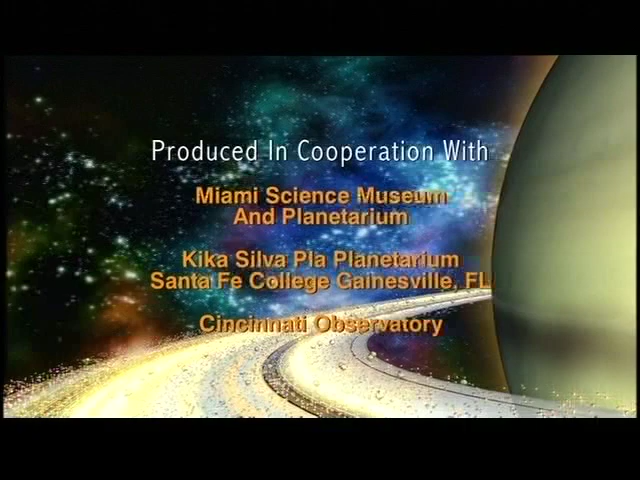 Produced In Cooperation With
Miami Science Museum
And Planetarium
Kika Silva Pla Planetarium
Santa Fe College Gainesville, FL
Cincinnati Observatory